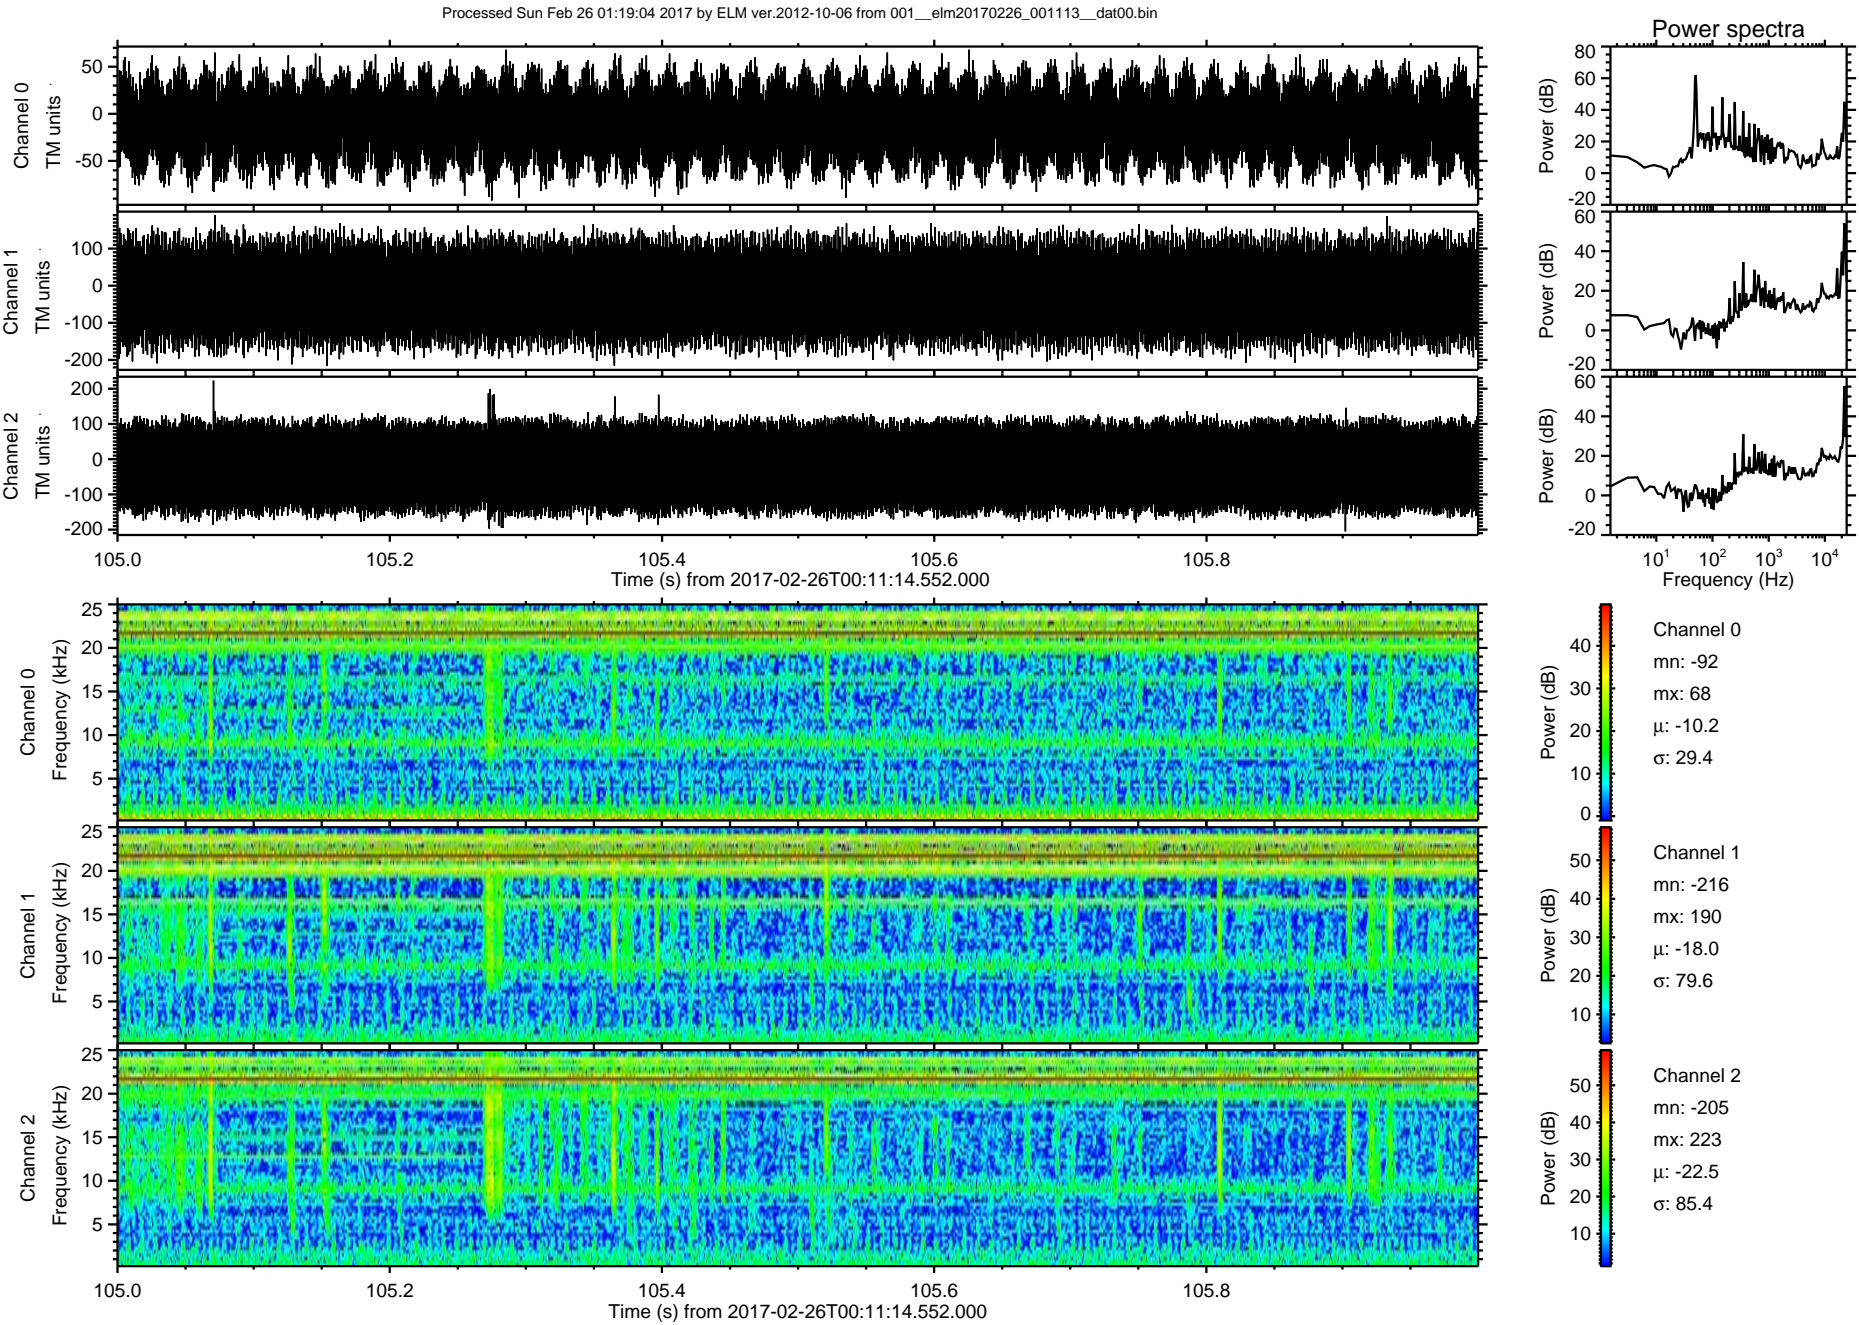 Processed Sun Feb 26 01:19:04 2017 by ELM ver.2012-10-06 from 001__elm20170226_001113__dat00.bin
Power spectra
Channel 0
TM units
50
0
-50
Power (dB)
80
60
40
20
0
-20
Channel 1
TM units
100
0
-100
-200
Power (dB)
60
40
20
0
-20
Channel 2
TM units
200
100
0
-100
-200
Power (dB)
60
40
20
0
-20
105.0 105.2 105.4 105.6 105.8
Time (s) from 2017-02-26T00:11:14.552.000
10¹ 10² 10³ 10⁴
Frequency (Hz)
Channel 0
Frequency (kHz)
25
20
15
10
5
Power (dB)
40
30
20
10
0
Channel 0
mn: -92
mx: 68
µ: -10.2
σ: 29.4
Channel 1
Frequency (kHz)
25
20
15
10
5
Power (dB)
50
40
30
20
10
Channel 1
mn: -216
mx: 190
µ: -18.0
σ: 79.6
Channel 2
Frequency (kHz)
25
20
15
10
5
Power (dB)
50
40
30
20
10
Channel 2
mn: -205
mx: 223
µ: -22.5
σ: 85.4
105.0 105.2 105.4 105.6 105.8
Time (s) from 2017-02-26T00:11:14.552.000